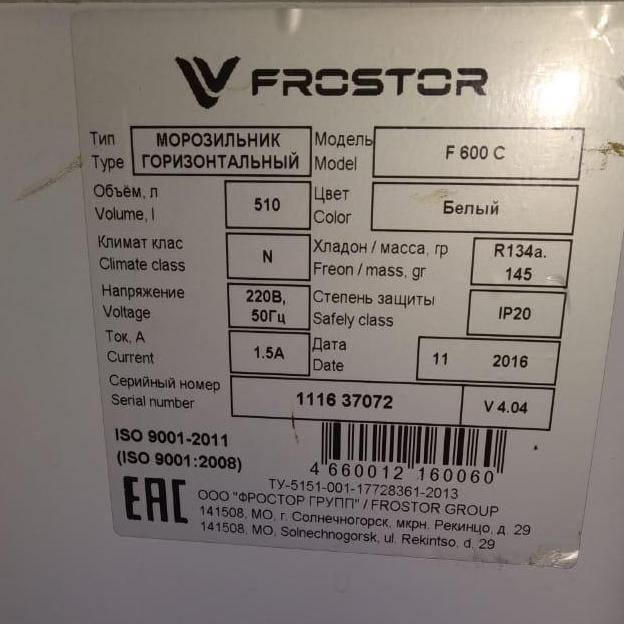 FROSTOR
Тип
Type
МОРОЗИЛЬНИК
ГОРИЗОНТАЛЬНЫЙ
Модель
Model
F 600 C
Объём, л
Volume, l
510
Цвет
Color
Белый
Климат клас
Climate class
N
Хладон / масса, гр
Freon / mass, gr
R134a.
145
Напряжение
Voltage
220В,
50Гц
Степень защиты
Safely class
IP20
Ток, А
Current
1.5А
Дата
Date
11 2016
Серийный номер
Serial number
1116 37072
V 4.04
ISO 9001-2011
(ISO 9001:2008)
4 660012 160060
ТУ-5151-001-17728361-2013
EAC
ООО "ФРОСТОР ГРУПП" / FROSTOR GROUP
141508, МО, г. Солнечногорск, мкрн. Рекинцо, д. 29
141508, MO, Solnechnogorsk, ul. Rekintso, d. 29